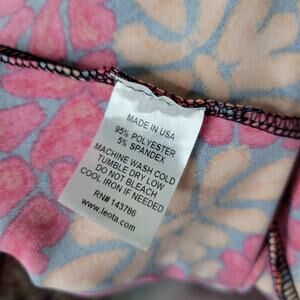 MADE IN USA
95% POLYESTER
5% SPANDEX
MACHINE WASH COLD
TUMBLE DRY LOW
DO NOT BLEACH
COOL IRON IF NEEDED
RN# 143786
www.leota.com